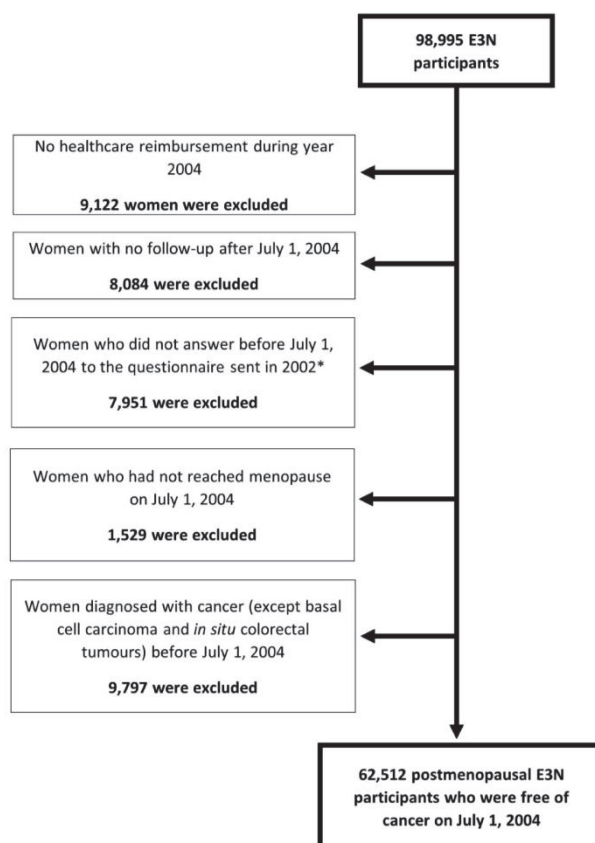 98,995 E3N
participants
No healthcare reimbursement during year
2004
9,122 women were excluded
Women with no follow-up after July 1, 2004
8,084 were excluded
Women who did not answer before July 1,
2004 to the questionnaire sent in 2002*
7,951 were excluded
Women who had not reached menopause
on July 1, 2004
1,529 were excluded
Women diagnosed with cancer (except basal
cell carcinoma and in situ colorectal
tumours) before July 1, 2004
9,797 were excluded
62,512 postmenopausal E3N
participants who were free of
cancer on July 1, 2004